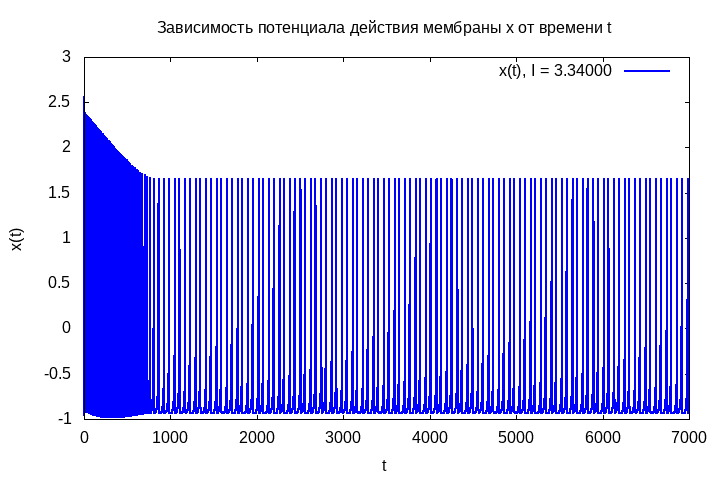 Зависимость потенциала действия мембраны x от времени t
x(t), I = 3.34000
3
2.5
2
1.5
1
0.5
0
-0.5
-1
x(t)
0 1000 2000 3000 4000 5000 6000 7000
t